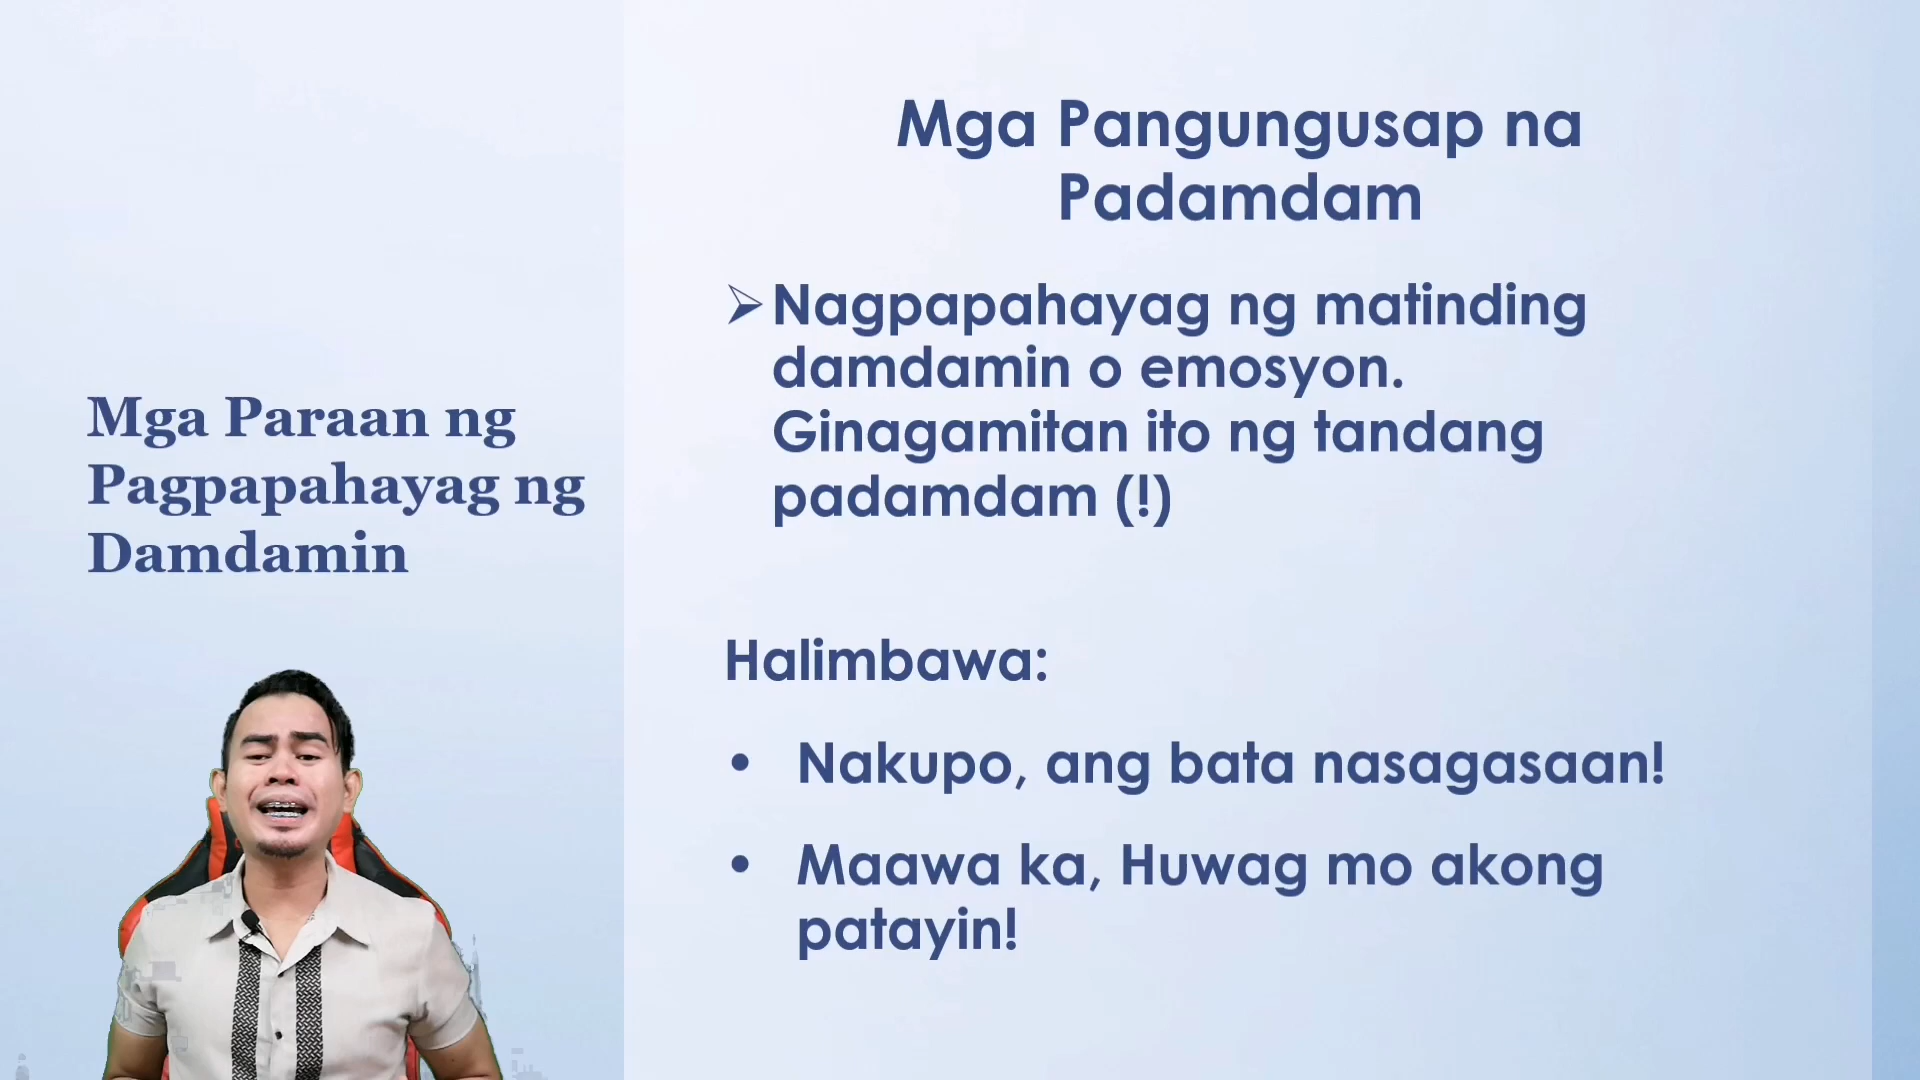 Mga Paraan ng
Pagpapahayag ng
Damdamin
Mga Pangungusap na
Padamdam
➢ Nagpapahayag ng matinding
damdamin o emosyon.
Ginagamitan ito ng tandang
padamdam (!)
Halimbawa:
• Nakupo, ang bata nasagasaan!
• Maawa ka, Huwag mo akong
patayin!